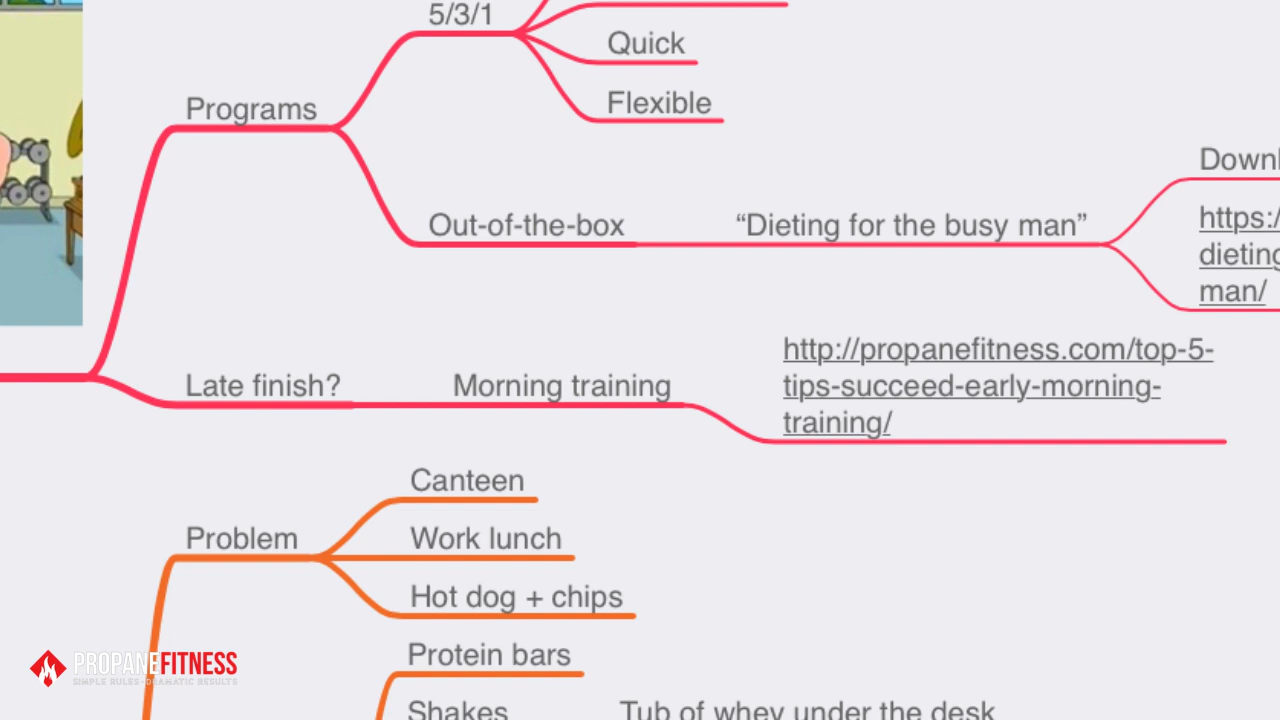 5/3/1
Quick
Flexible
Programs
Out-of-the-box
“Dieting for the busy man”
https:/
dieting
man/
Late finish?
Morning training
http://propanefitness.com/top-5-
tips-succeed-early-morning-
training/
Canteen
Problem
Work lunch
Hot dog + chips
Protein bars
Shakes
Tub of whey under the desk
PROPANEFITNESS
SIMPLE RULES-DRAMATIC RESULTS